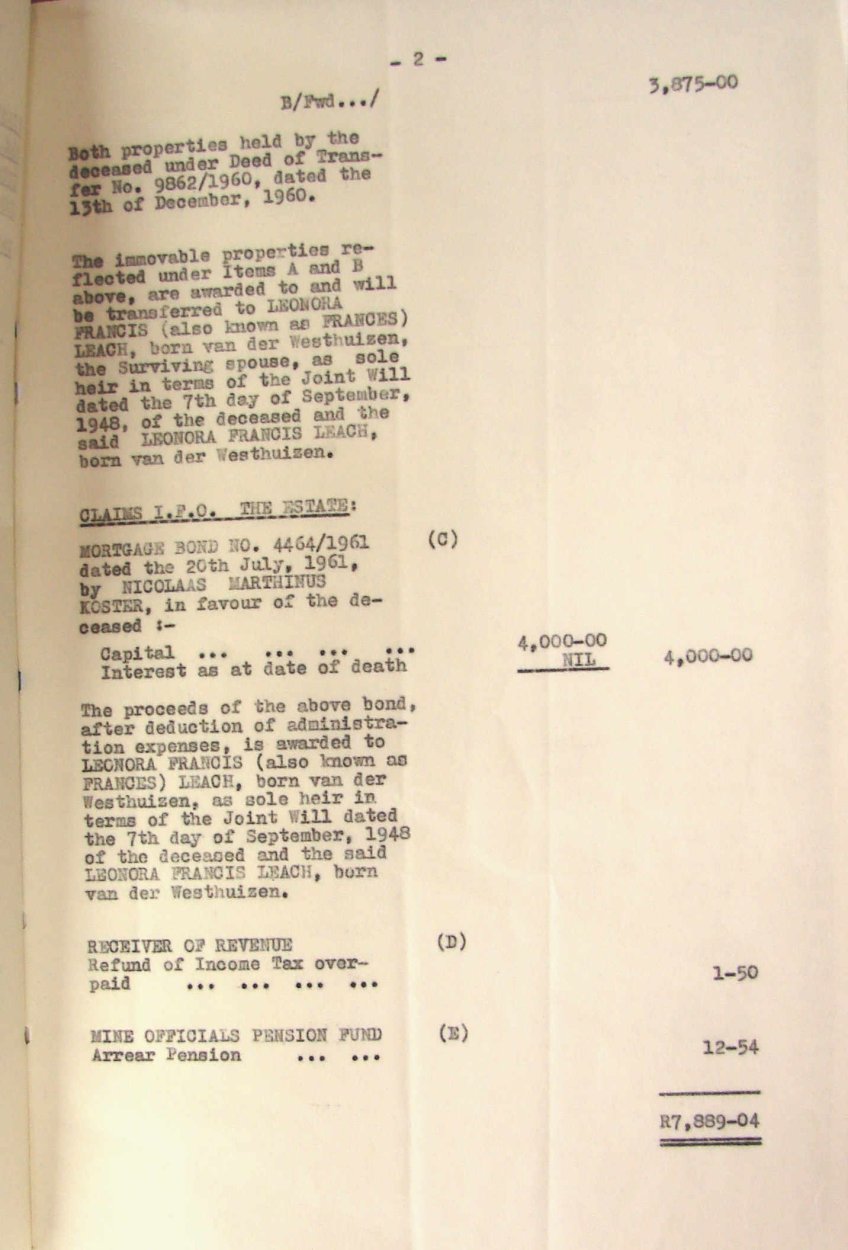 - 2 -
3,875-00
B/Fwd.../
Both properties held by the
deceased under Deed of Trans-
fer No. 9862/1960, dated the
13th of December, 1960.
The immovable properties re-
flected under Items A and B
above, are awarded to and will
be transferred to LEONORA
FRANCIS (also known as FRANCES)
LEACH, born van der Westhuizen,
the Surviving spouse, as sole
heir in terms of the Joint Will
dated the 7th day of September,
1948, of the deceased and the
said LEONORA FRANCIS LEACH,
born van der Westhuizen.
CLAIMS I.F.O. THE ESTATE:
MORTGAGE BOND NO. 4464/1961 (C)
dated the 20th July, 1961,
by NICOLAAS MARTHINUS
KOSTER, in favour of the de-
ceased :-
Capital ... ... ... ... 4,000-00
Interest as at date of death NIL 4,000-00
The proceeds of the above bond,
after deduction of administra-
tion expenses, is awarded to
LEONORA FRANCIS (also known as
FRANCES) LEACH, born van der
Westhuizen, as sole heir in
terms of the Joint Will dated
the 7th day of September, 1948
of the deceased and the said
LEONORA FRANCIS LEACH, born
van der Westhuizen.
RECEIVER OF REVENUE (D)
Refund of Income Tax over-
paid ... ... ... ... 1-50
MINE OFFICIALS PENSION FUND (E)
Arrear Pension ... ... 12-54
R7,889-04